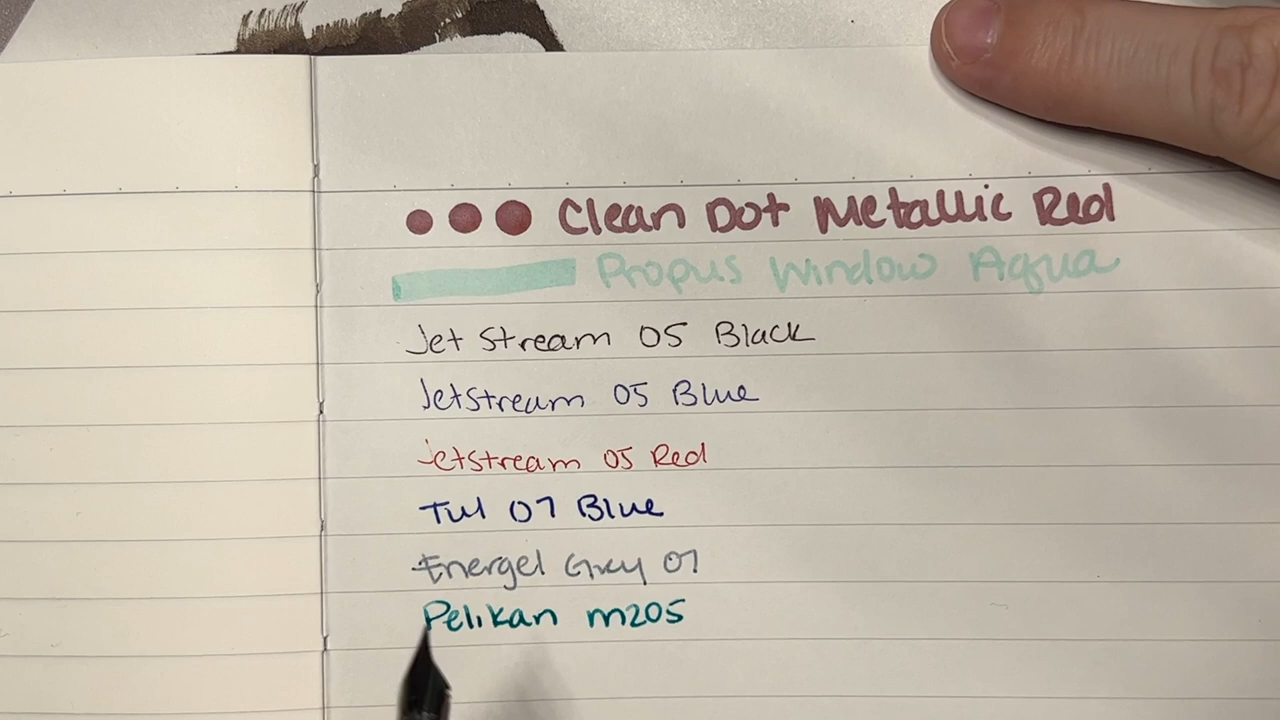 Clean Dot Metallic Red
Propus Window Aqua
Jet Stream 05 Black
Jetstream 05 Blue
Jetstream 05 Red
Tul 07 Blue
Energel Grey 07
Pelikan m205